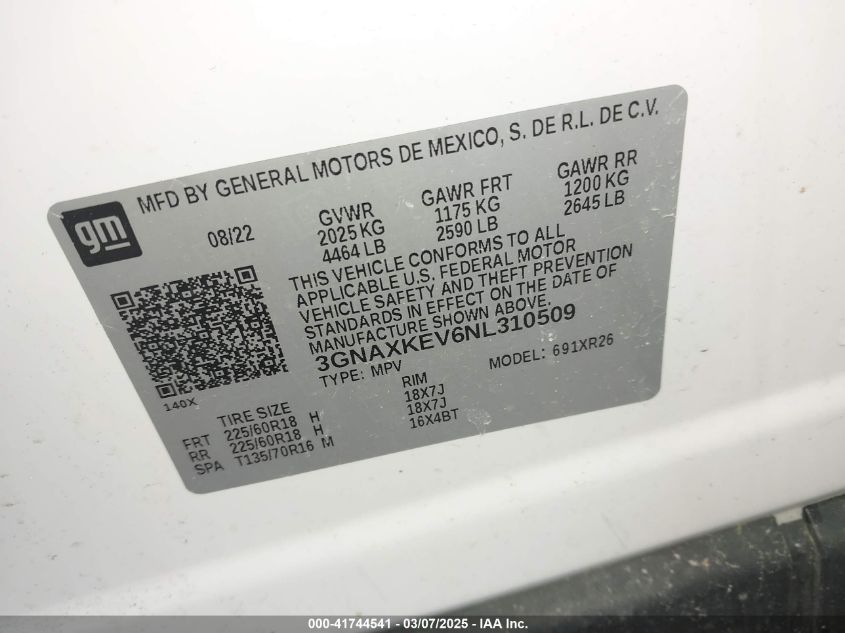 MFD BY GENERAL MOTORS DE MEXICO, S. DE R.L. DE C.V.
gm
08/22
GVWR GAWR FRT GAWR RR
2025 KG 1175 KG 1200 KG
4464 LB 2590 LB 2645 LB
THIS VEHICLE CONFORMS TO ALL
APPLICABLE U.S. FEDERAL MOTOR
VEHICLE SAFETY AND THEFT PREVENTION
STANDARDS IN EFFECT ON THE DATE OF
MANUFACTURE SHOWN ABOVE.
3GNAXKEV6NL310509
TYPE: MPV MODEL: 691XR26
140X
TIRE SIZE RIM
FRT 225/60R18 H 18X7J
RR 225/60R18 H 18X7J
SPA T135/70R16 M 16X4BT
000-41744541 - 03/07/2025 - IAA Inc.